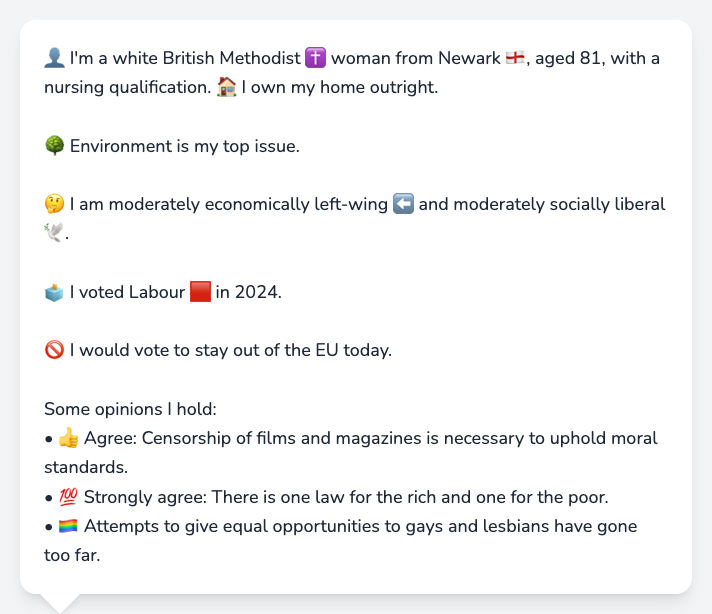 👤 I'm a white British Methodist ✝️ woman from Newark 🏴󠁧󠁢󠁥󠁮󠁧󠁿, aged 81, with a
nursing qualification. 🏠 I own my home outright.
🌳 Environment is my top issue.
🤔 I am moderately economically left-wing ⬅️ and moderately socially liberal
🕊️.
🗳️ I voted Labour 🟥 in 2024.
🚫 I would vote to stay out of the EU today.
Some opinions I hold:
• 👍 Agree: Censorship of films and magazines is necessary to uphold moral
standards.
• 💯 Strongly agree: There is one law for the rich and one for the poor.
• 🏳️‍🌈 Attempts to give equal opportunities to gays and lesbians have gone
too far.